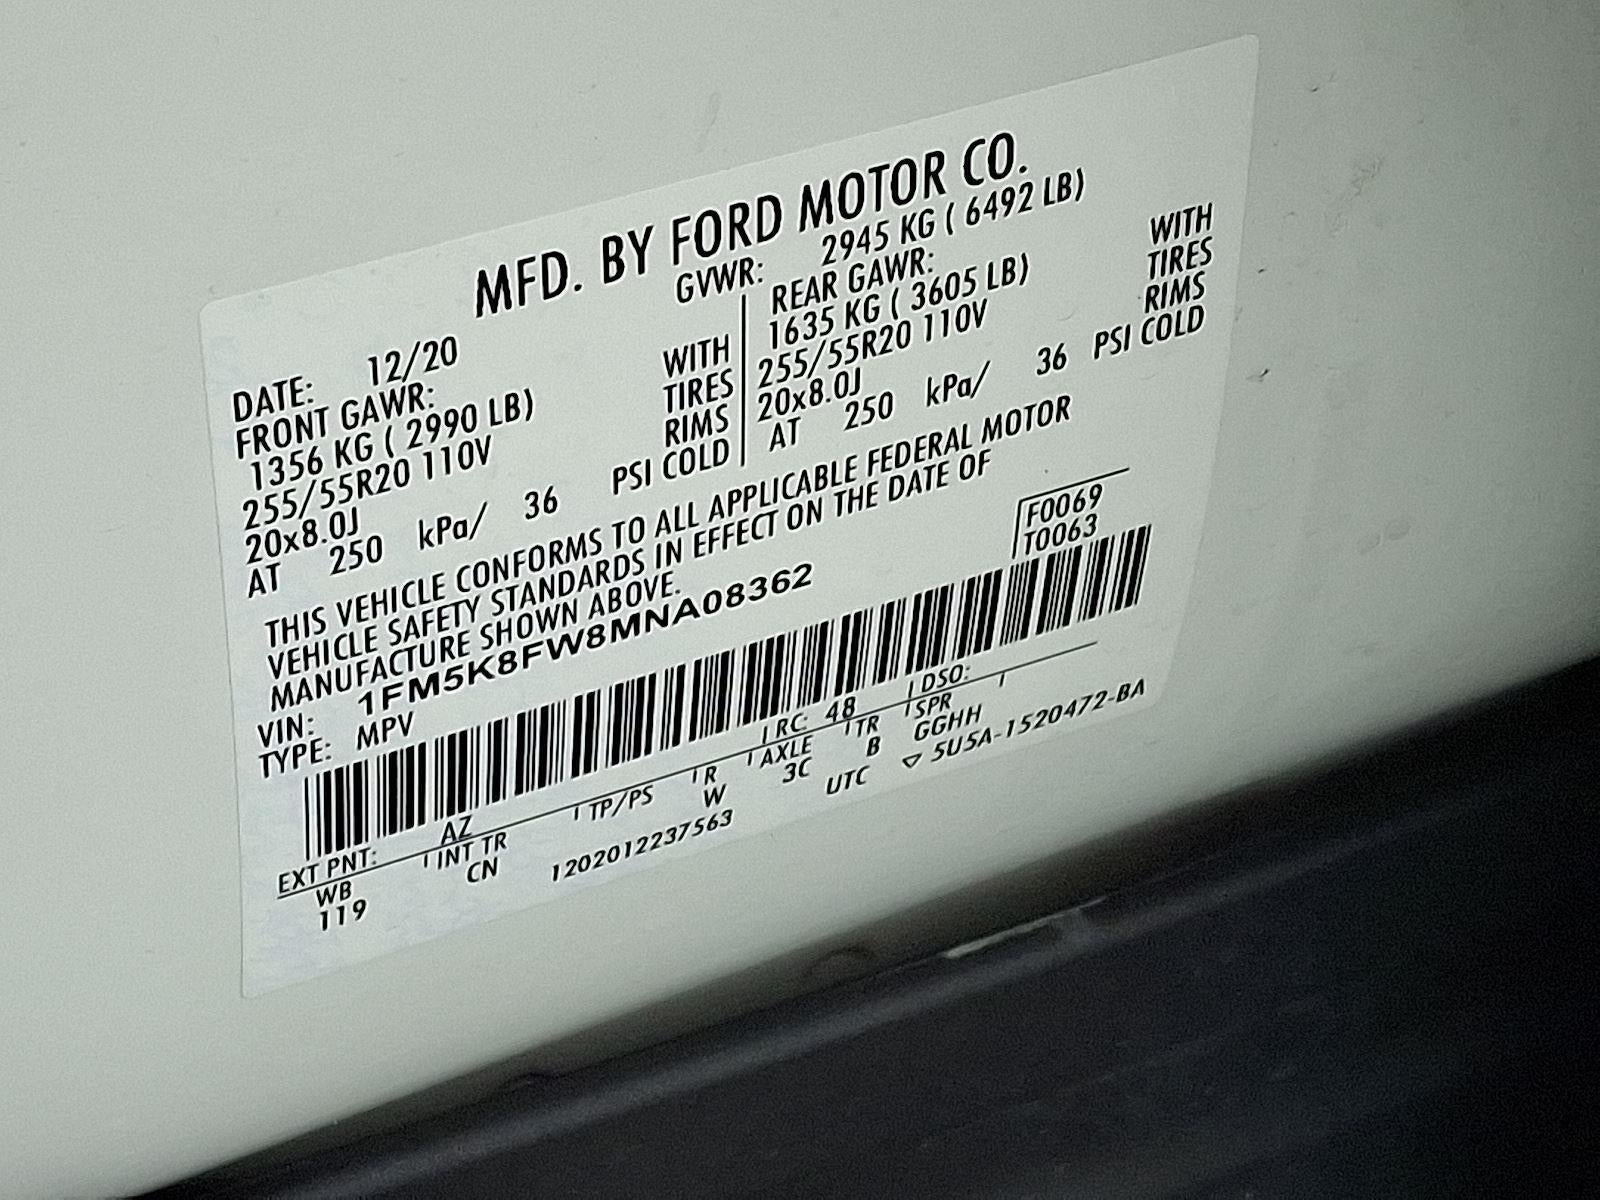 MFD. BY FORD MOTOR CO.
DATE: 12/20 GVWR: 2945 KG ( 6492 LB)
FRONT GAWR: REAR GAWR:
1356 KG ( 2990 LB) WITH 1635 KG ( 3605 LB) WITH
255/55R20 110V TIRES 255/55R20 110V TIRES
20x8.0J RIMS 20x8.0J RIMS
AT 250 kPa/ 36 PSI COLD AT 250 kPa/ 36 PSI COLD
THIS VEHICLE CONFORMS TO ALL APPLICABLE FEDERAL MOTOR
VEHICLE SAFETY STANDARDS IN EFFECT ON THE DATE OF
MANUFACTURE SHOWN ABOVE.
VIN: 1FM5K8FW8MNA08362 F0069
TYPE: MPV T0063
EXT PNT: AZ RC: 48 DSO:
WB INT TR TP/PS R AXLE TR SPR
119 CN W 3C B GGHH
1202012237563 UTC ▽ 5U5A-1520472-BA